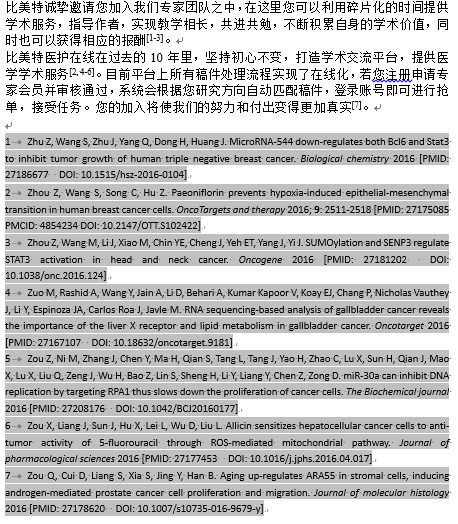 比美特诚挚邀请您加入我们专家团队之中，在这里您可以利用碎片化的时间提
供学术服务，指导作者，实现教学相长，共进共勉，不断积累自身的学术价值，同
时也可以获得相应的报酬[1-3]。
比美特医护在线在过去的 10 年里，坚持初心不变，打造学术交流平台，提供医
学学术服务[2,4-6]。目前平台上所有稿件处理流程实现了在线化，若您注册申请专
家会员并审核通过，系统会根据您研究方向自动匹配稿件，登录账号即可进行抢
单，接受任务。您的加入将使我们的努力和付出变得更加真实[7]。
1 Zhu Z, Wang S, Zhu J, Yang Q, Dong H, Huang J. MicroRNA-544 down-regulates both Bcl6 and Stat3
to inhibit tumor growth of human triple negative breast cancer. Biological chemistry 2016 [PMID:
27186677 DOI: 10.1515/hsz-2016-0104]
2 Zhou Z, Wang S, Song C, Hu Z. Paeoniflorin prevents hypoxia-induced epithelial-mesenchymal
transition in human breast cancer cells. OncoTargets and therapy 2016; 9: 2511-2518 [PMID: 27175085
PMCID: 4854234 DOI: 10.2147/OTT.S102422]
3 Zhou Z, Wang M, Li J, Xiao M, Chin YE, Cheng J, Yeh ET, Yang J, Yi J. SUMOylation and SENP3 regulate
STAT3 activation in head and neck cancer. Oncogene 2016 [PMID: 27181202 DOI:
10.1038/onc.2016.124]
4 Zuo M, Rashid A, Wang Y, Jain A, Li D, Behari A, Kumar Kapoor V, Koay EJ, Chang P, Nicholas Vauthey
J, Li Y, Espinoza JA, Carlos Roa J, Javle M. RNA sequencing-based analysis of gallbladder cancer reveals
the importance of the liver X receptor and lipid metabolism in gallbladder cancer. Oncotarget 2016
[PMID: 27167107 DOI: 10.18632/oncotarget.9181]
5 Zou Z, Ni M, Zhang J, Chen Y, Ma H, Qian S, Tang L, Tang J, Yao H, Zhao C, Lu X, Sun H, Qian J, Mao
X, Lu X, Liu Q, Zeng J, Wu H, Bao Z, Lin S, Sheng H, Li Y, Liang Y, Chen Z, Zong D. miR-30a can inhibit DNA
replication by targeting RPA1 thus slows down the proliferation of cancer cells. The Biochemical journal
2016 [PMID: 27208176 DOI: 10.1042/BCJ20160177]
6 Zou X, Liang J, Sun J, Hu X, Lei L, Wu D, Liu L. Allicin sensitizes hepatocellular cancer cells to anti-
tumor activity of 5-fluorouracil through ROS-mediated mitochondrial pathway. Journal of
pharmacological sciences 2016 [PMID: 27177453 DOI: 10.1016/j.jphs.2016.04.017]
7 Zou Q, Cui D, Liang S, Xia S, Jing Y, Han B. Aging up-regulates ARA55 in stromal cells, inducing
androgen-mediated prostate cancer cell proliferation and migration. Journal of molecular histology
2016 [PMID: 27178620 DOI: 10.1007/s10735-016-9679-y]